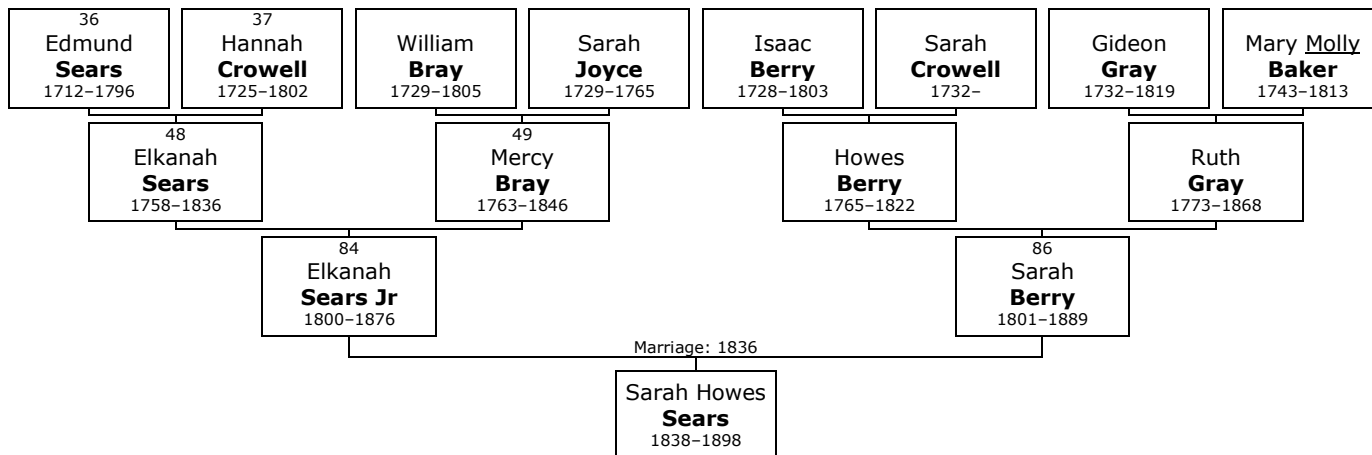 36
Edmund
Sears
1712–1796
37
Hannah
Crowell
1725–1802
William
Bray
1729–1805
Sarah
Joyce
1729–1765
Isaac
Berry
1728–1803
Sarah
Crowell
1732–
Gideon
Gray
1732–1819
Mary Molly
Baker
1743–1813
48
Elkanah
Sears
1758–1836
49
Mercy
Bray
1763–1846
Howes
Berry
1765–1822
Ruth
Gray
1773–1868
84
Elkanah
Sears Jr
1800–1876
86
Sarah
Berry
1801–1889
Marriage: 1836
Sarah Howes
Sears
1838–1898